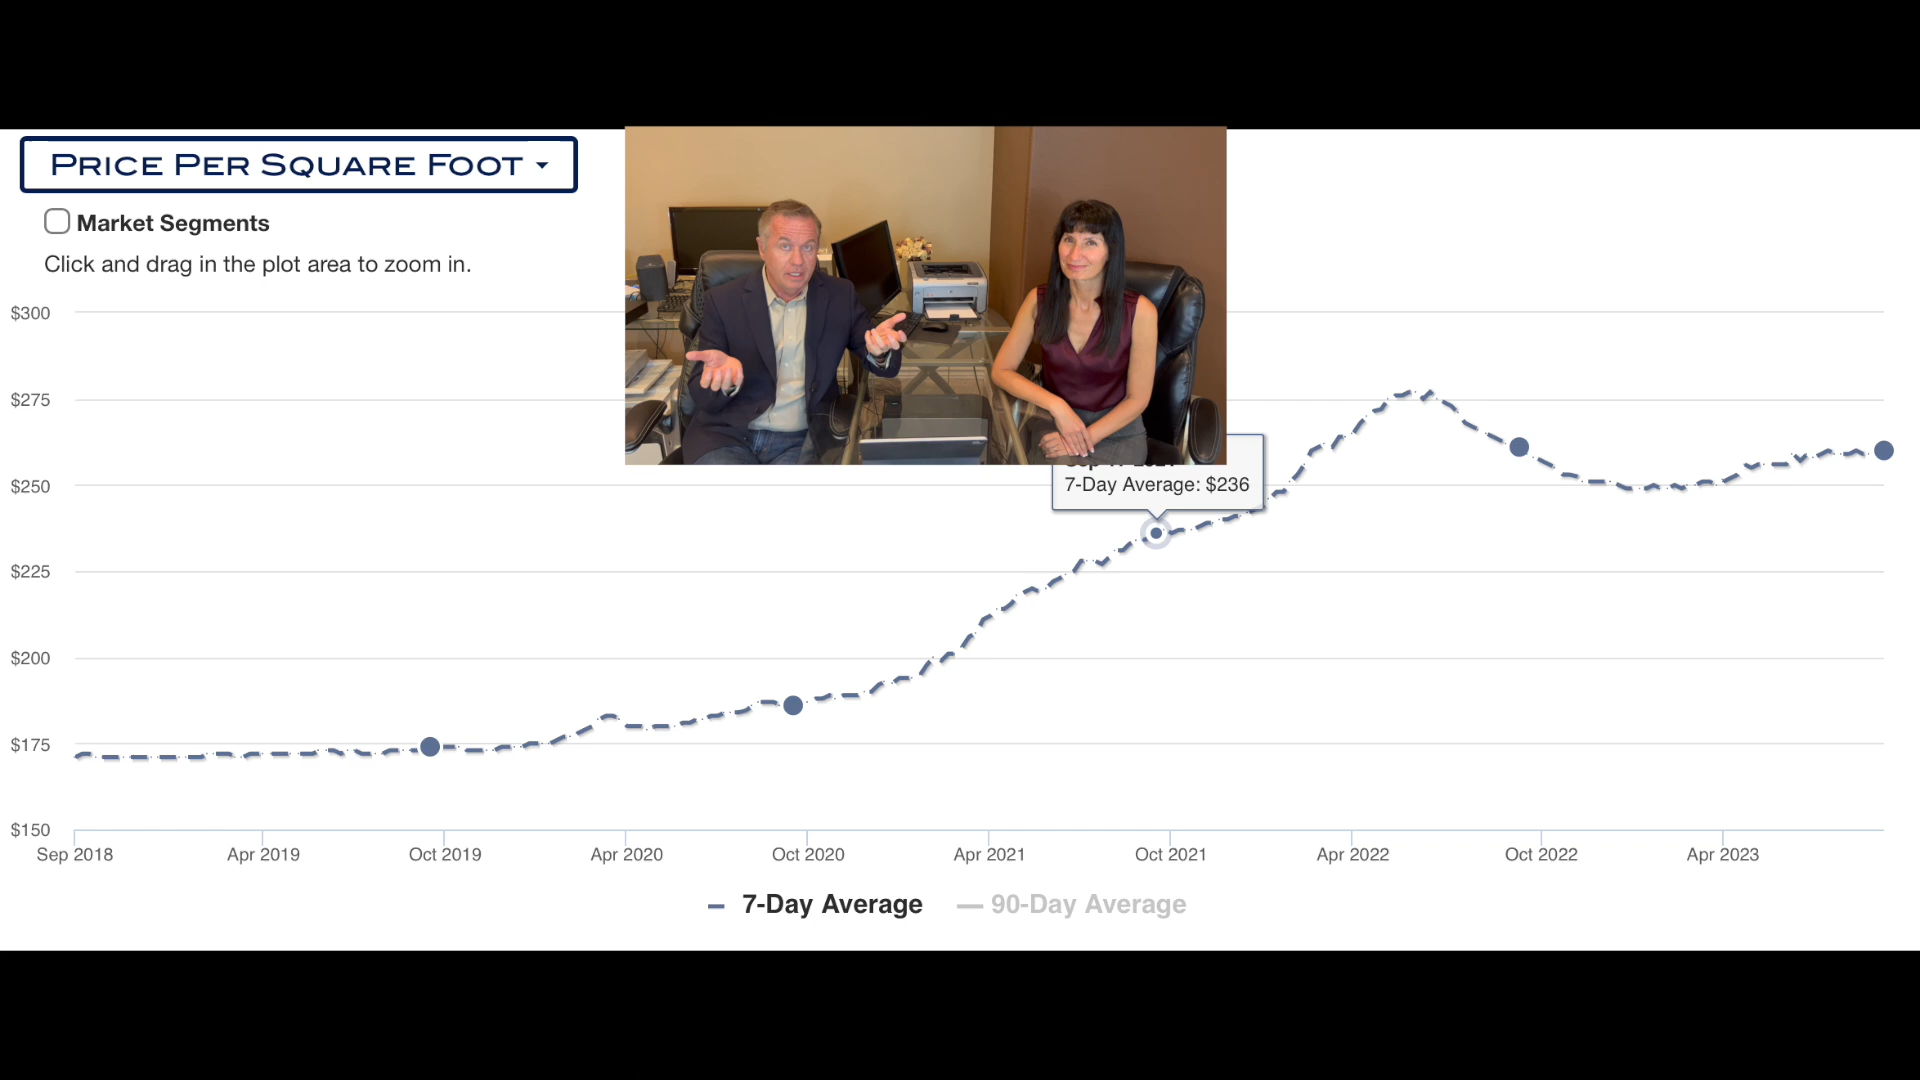 PRICE PER SQUARE FOOT
Market Segments
Click and drag in the plot area to zoom in.
$300
$275
$250
$225
$200
$175
$150
7-Day Average: $236
Sep 2018
Apr 2019
Oct 2019
Apr 2020
Oct 2020
Apr 2021
Oct 2021
Apr 2022
Oct 2022
Apr 2023
7-Day Average
90-Day Average